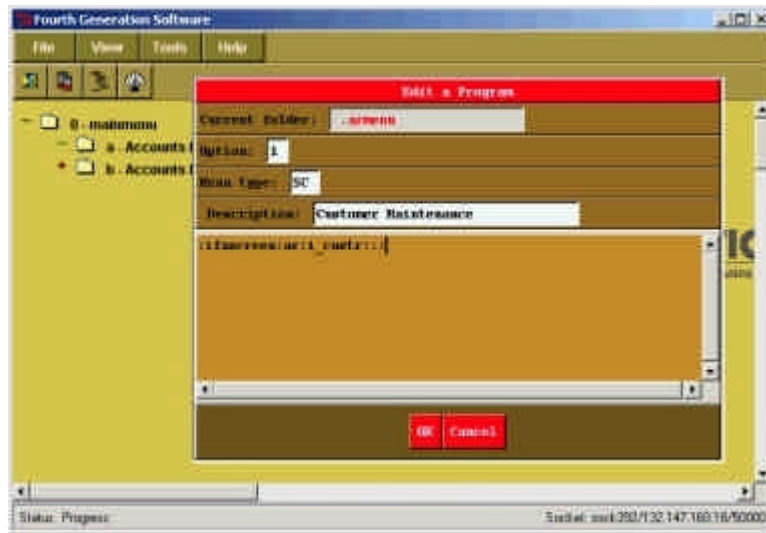 Fourth Generation Software
File View Tools Help
Edit a Program
Current Folder: .armenu
0 - mainmenu
a - Accounts
b - Accounts
Option: 1
Menu Type: SC
Description: Customer Maintenance
OK Cancel
Status: Progress